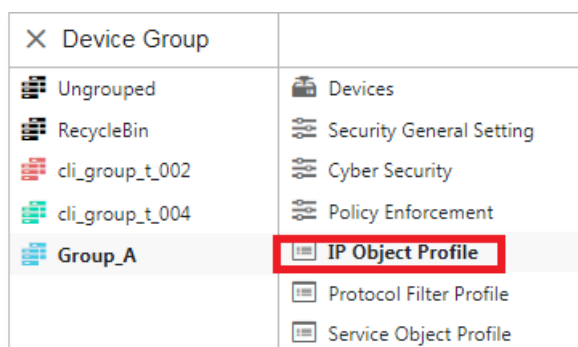 × Device Group
Ungrouped
RecycleBin
cli_group_t_002
cli_group_t_004
Group_A
Devices
Security General Setting
Cyber Security
Policy Enforcement
IP Object Profile
Protocol Filter Profile
Service Object Profile